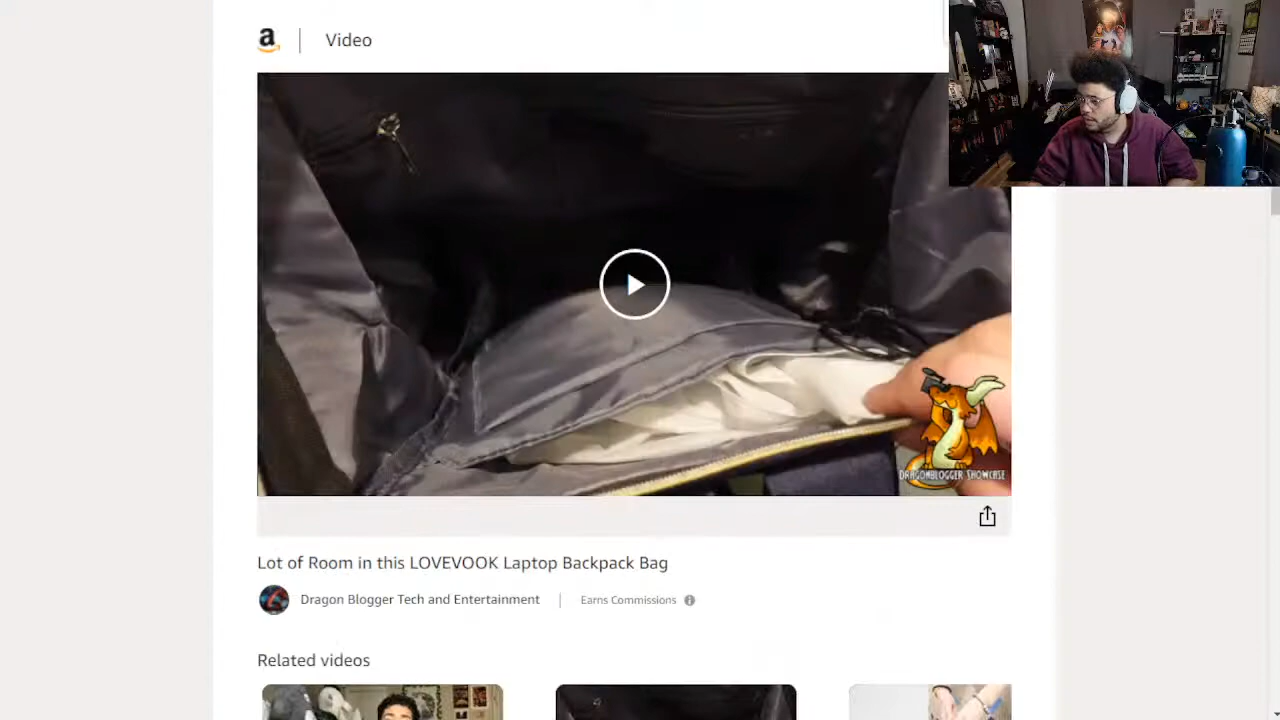 a
Video
DRAGONBLOGGER SHOWCASE
Lot of Room in this LOVEVOOK Laptop Backpack Bag
Dragon Blogger Tech and Entertainment
Earns Commissions
Related videos